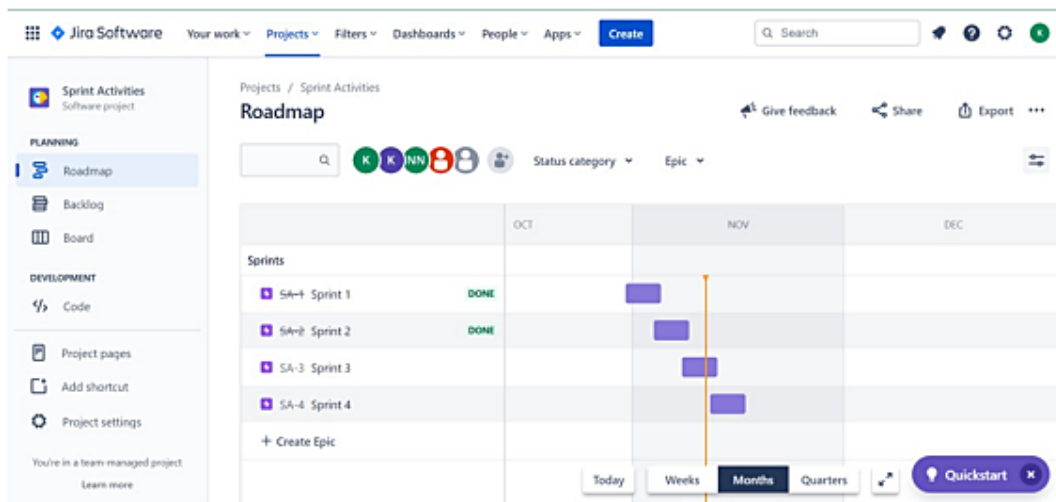 Jira Software Your work Projects Filters Dashboards People Apps Create Search K
Sprint Activities
Software project
PLANNING
Roadmap
Backlog
Board
DEVELOPMENT
Code
Project pages
Add shortcut
Project settings
You're in a team-managed project
Learn more
Projects / Sprint Activities
Roadmap
Give feedback Share Export
K K NN Status category Epic
OCT NOV DEC
Sprints
SA-1 Sprint 1 DONE
SA-2 Sprint 2 DONE
SA-3 Sprint 3
SA-4 Sprint 4
+ Create Epic
Today Weeks Months Quarters
Quickstart